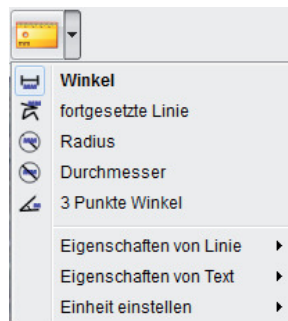 Winkel
fortgesetzte Linie
Radius
Durchmesser
3 Punkte Winkel
Eigenschaften von Linie
Eigenschaften von Text
Einheit einstellen